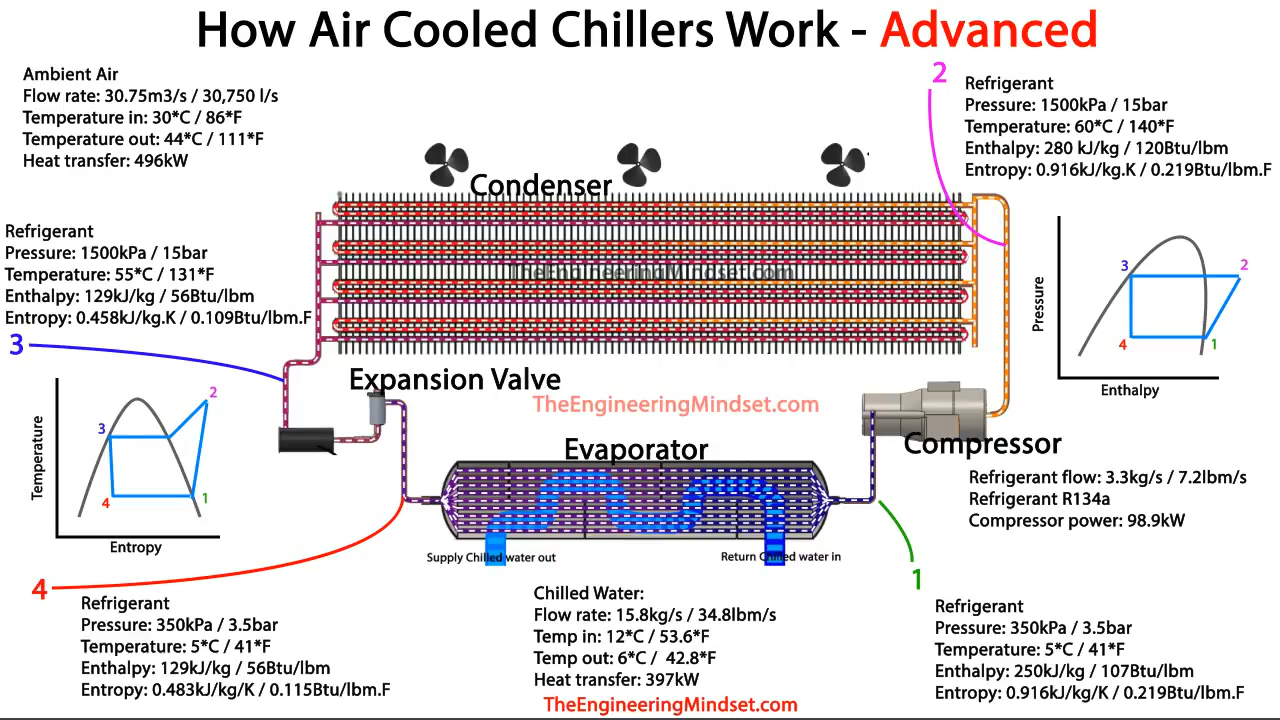 How Air Cooled Chillers Work - Advanced
Ambient Air
Flow rate: 30.75m3/s / 30,750 l/s
Temperature in: 30*C / 86*F
Temperature out: 44*C / 111*F
Heat transfer: 496kW
2
Refrigerant
Pressure: 1500kPa / 15bar
Temperature: 60*C / 140*F
Enthalpy: 280 kJ/kg / 120Btu/lbm
Entropy: 0.916kJ/kg.K / 0.219Btu/lbm.F
Condenser
TheEngineeringMindset.com
Refrigerant
Pressure: 1500kPa / 15bar
Temperature: 55*C / 131*F
Enthalpy: 129kJ/kg / 56Btu/lbm
Entropy: 0.458kJ/kg.K / 0.109Btu/lbm.F
3
Pressure
3
2
4
1
Enthalpy
Expansion Valve
TheEngineeringMindset.com
Temperature
2
3
4
1
Entropy
Evaporator
Compressor
Refrigerant flow: 3.3kg/s / 7.2lbm/s
Refrigerant R134a
Compressor power: 98.9kW
Supply Chilled water out
Return Chilled water in
4
Refrigerant
Pressure: 350kPa / 3.5bar
Temperature: 5*C / 41*F
Enthalpy: 129kJ/kg / 56Btu/lbm
Entropy: 0.483kJ/kg/K / 0.115Btu/lbm.F
Chilled Water:
Flow rate: 15.8kg/s / 34.8lbm/s
Temp in: 12*C / 53.6*F
Temp out: 6*C /  42.8*F
Heat transfer: 397kW
TheEngineeringMindset.com
1
Refrigerant
Pressure: 350kPa / 3.5bar
Temperature: 5*C / 41*F
Enthalpy: 250kJ/kg / 107Btu/lbm
Entropy: 0.916kJ/kg/K / 0.219Btu/lbm.F